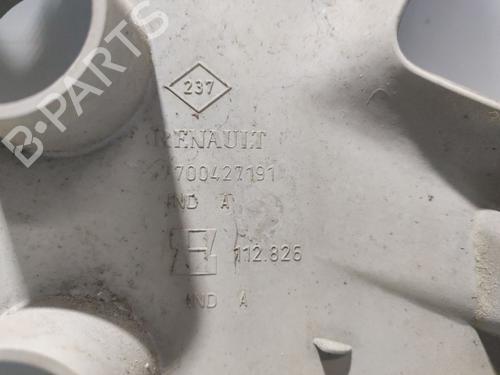 B-PARTS
237
RENAULT
7700427191
IND A
E 112.826
IND A